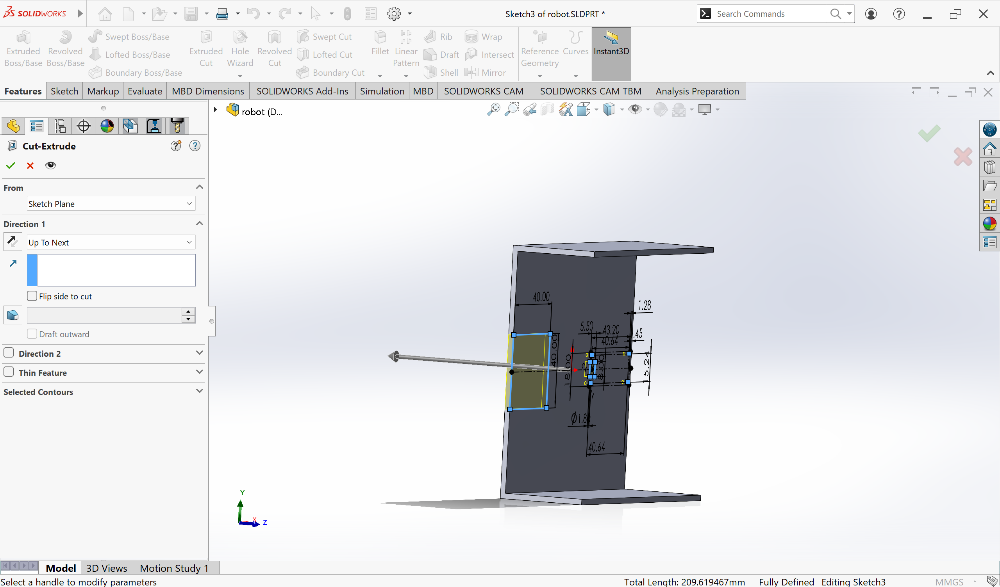 SOLIDWORKS
Sketch3 of robot.SLDPRT *
Search Commands
Extruded Boss/Base
Revolved Boss/Base
Swept Boss/Base
Lofted Boss/Base
Boundary Boss/Base
Extruded Cut
Hole Wizard
Revolved Cut
Swept Cut
Lofted Cut
Boundary Cut
Fillet
Linear Pattern
Rib
Draft
Shell
Wrap
Intersect
Mirror
Reference Geometry
Curves
Instant3D
Features
Sketch
Markup
Evaluate
MBD Dimensions
SOLIDWORKS Add-Ins
Simulation
MBD
SOLIDWORKS CAM
SOLIDWORKS CAM TBM
Analysis Preparation
robot (D...
Cut-Extrude
From
Sketch Plane
Direction 1
Up To Next
Flip side to cut
Draft outward
Direction 2
Thin Feature
Selected Contours
40.00
1.28
5.50
43.20
.45
40.64
40.00
18.00
8.00
15.24
Ø1.8
40.64
Y
X
Z
Model
3D Views
Motion Study 1
Select a handle to modify parameters
Total Length: 209.619467mm
Fully Defined
Editing Sketch3
MMGS